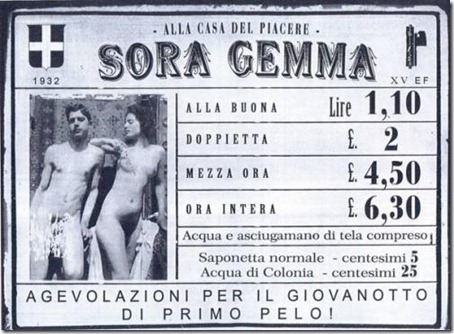 - ALLA CASA DEL PIACERE -
SORA GEMMA
1932
XV EF
ALLA BUONA Lire 1,10
DOPPIETTA £. 2
MEZZA ORA £. 4,50
ORA INTERA £. 6,30
Acqua e asciugamano di tela compreso
Saponetta normale - centesimi 5
Acqua di Colonia - centesimi 25
AGEVOLAZIONI PER IL GIOVANOTTO
DI PRIMO PELO!